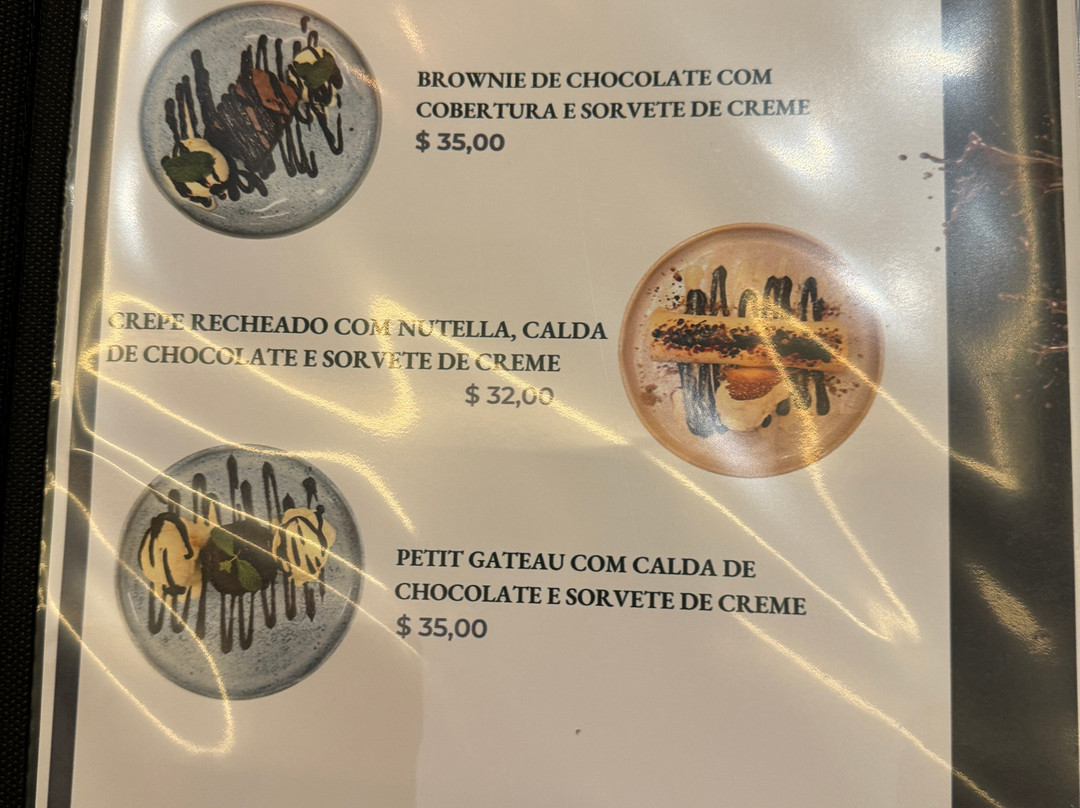 BROWNIE DE CHOCOLATE COM
COBERTURA E SORVETE DE CREME
$ 35,00
CREPE RECHEADO COM NUTELLA, CALDA
DE CHOCOLATE E SORVETE DE CREME
$ 32,00
PETIT GATEAU COM CALDA DE
CHOCOLATE E SORVETE DE CREME
$ 35,00